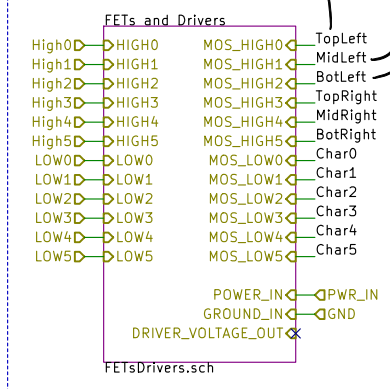 FETs and Drivers
High0 HIGH0 MOS_HIGH0 TopLeft
High1 HIGH1 MOS_HIGH1 MidLeft
High2 HIGH2 MOS_HIGH2 BotLeft
High3 HIGH3 MOS_HIGH3 TopRight
High4 HIGH4 MOS_HIGH4 MidRight
High5 HIGH5 MOS_HIGH5 BotRight
LOW0 LOW0 MOS_LOW0 Char0
LOW1 LOW1 MOS_LOW1 Char1
LOW2 LOW2 MOS_LOW2 Char2
LOW3 LOW3 MOS_LOW3 Char3
LOW4 LOW4 MOS_LOW4 Char4
LOW5 LOW5 MOS_LOW5 Char5
POWER_IN PWR_IN
GROUND_IN GND
DRIVER_VOLTAGE_OUT
FETsDrivers.sch